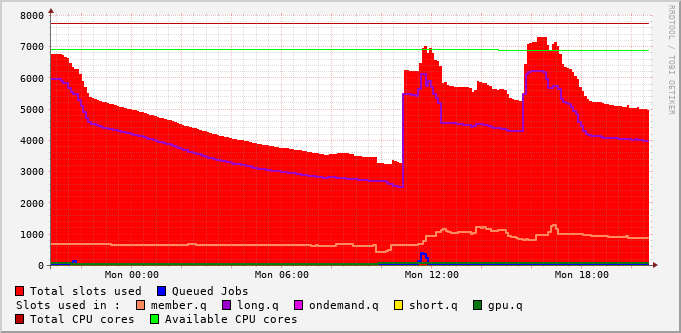 8000
7000
6000
5000
4000
3000
2000
1000
0
Mon 00:00 Mon 06:00 Mon 12:00 Mon 18:00
RRDTOOL / TOBI OETIKER
Total slots used Queued Jobs
Slots used in : member.q long.q ondemand.q short.q gpu.q
Total CPU cores Available CPU cores